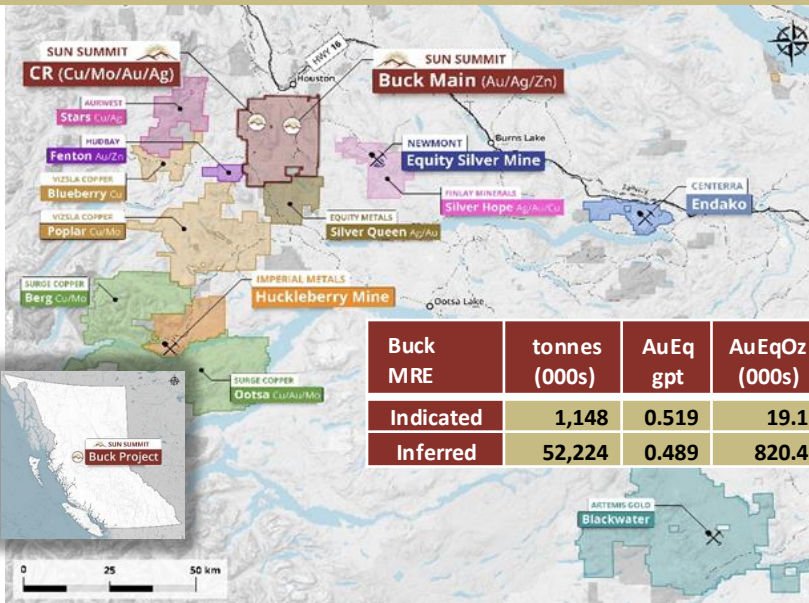 SUN SUMMIT
CR (Cu/Mo/Au/Ag)
HWY 16
Houston
SUN SUMMIT
Buck Main (Au/Ag/Zn)
AURWEST
Stars Cu/Ag
HUDBAY
Fenton Au/Zn
VIZSLA COPPER
Blueberry Cu
VIZSLA COPPER
Poplar Cu/Mo
NEWMONT
Equity Silver Mine
Burns Lake
FINLAY MINERALS
Silver Hope Ag/Au/Cu
CENTERRA
Endako
EQUITY METALS
Silver Queen Ag/Au
SURGE COPPER
Berg Cu/Mo
IMPERIAL METALS
Huckleberry Mine
Ootsa Lake
SURGE COPPER
Ootsa Cu/Au/Mo
Buck MRE tonnes (000s) AuEq gpt AuEqOz (000s)
Indicated 1,148 0.519 19.1
Inferred 52,224 0.489 820.4
SUN SUMMIT
Buck Project
ARTEMIS GOLD
Blackwater
0 25 50 km